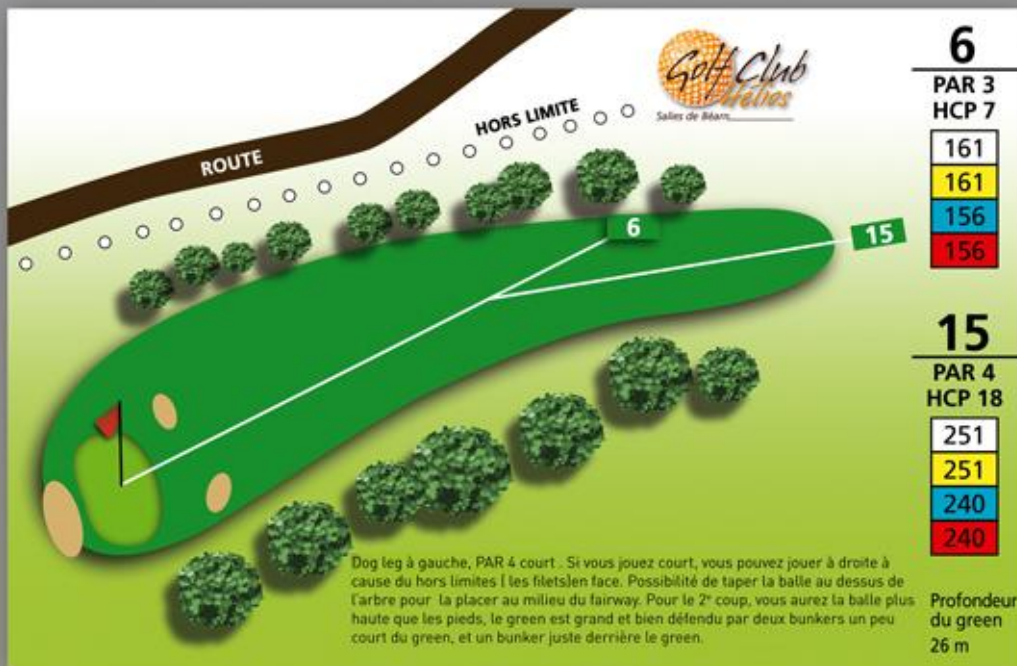 Golf Club
Hélios
Salies de Béarn
HORS LIMITE
ROUTE
6
15
6
PAR 3
HCP 7
161
161
156
156
15
PAR 4
HCP 18
251
251
240
240
Profondeur
du green
26 m
Dog leg à gauche, PAR 4 court . Si vous jouez court, vous pouvez jouer à droite à
cause du hors limites ( les filets)en face. Possibilité de taper la balle au dessus de
l'arbre pour la placer au milieu du fairway. Pour le 2e coup, vous aurez la balle plus
haute que les pieds, le green est grand et bien défendu par deux bunkers un peu
court du green, et un bunker juste derrière le green.